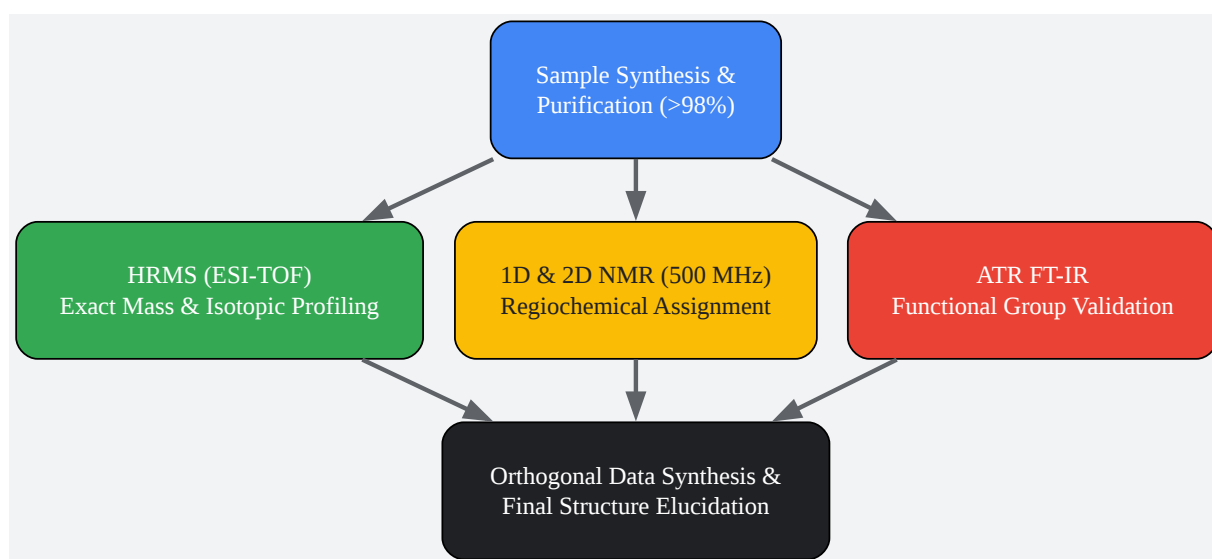 Sample Synthesis &
Purification (>98%)
HRMS (ESI-TOF)
Exact Mass & Isotopic Profiling
1D & 2D NMR (500 MHz)
Regiochemical Assignment
ATR FT-IR
Functional Group Validation
Orthogonal Data Synthesis &
Final Structure Elucidation